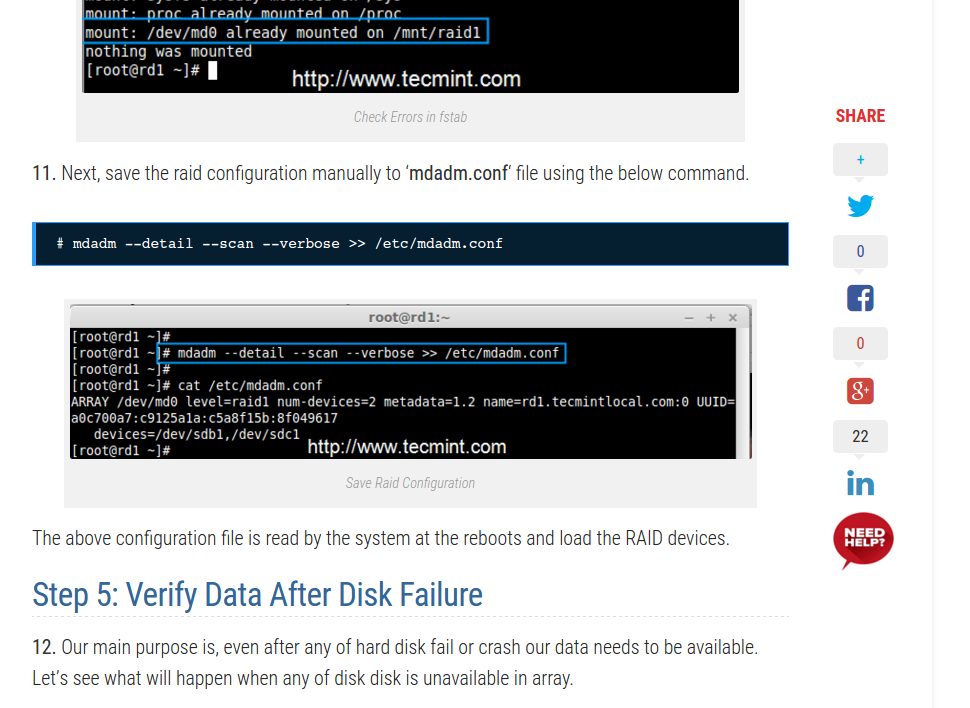 mount: proc already mounted on /proc
mount: /dev/md0 already mounted on /mnt/raid1
nothing was mounted
[root@rd1 ~]#
http://www.tecmint.com
Check Errors in fstab
11. Next, save the raid configuration manually to ‘mdadm.conf‘ file using the below command.
# mdadm --detail --scan --verbose >> /etc/mdadm.conf
root@rd1:~
[root@rd1 ~]#
[root@rd1 ~]# mdadm --detail --scan --verbose >> /etc/mdadm.conf
[root@rd1 ~]#
[root@rd1 ~]# cat /etc/mdadm.conf
ARRAY /dev/md0 level=raid1 num-devices=2 metadata=1.2 name=rd1.tecmintlocal.com:0 UUID=
a0c700a7:c9125a1a:c5a8f15b:8f049617
devices=/dev/sdb1,/dev/sdc1
[root@rd1 ~]#
http://www.tecmint.com
Save Raid Configuration
The above configuration file is read by the system at the reboots and load the RAID devices.
Step 5: Verify Data After Disk Failure
12. Our main purpose is, even after any of hard disk fail or crash our data needs to be available.
Let’s see what will happen when any of disk disk is unavailable in array.
SHARE
+
0
0
22
NEED
HELP?